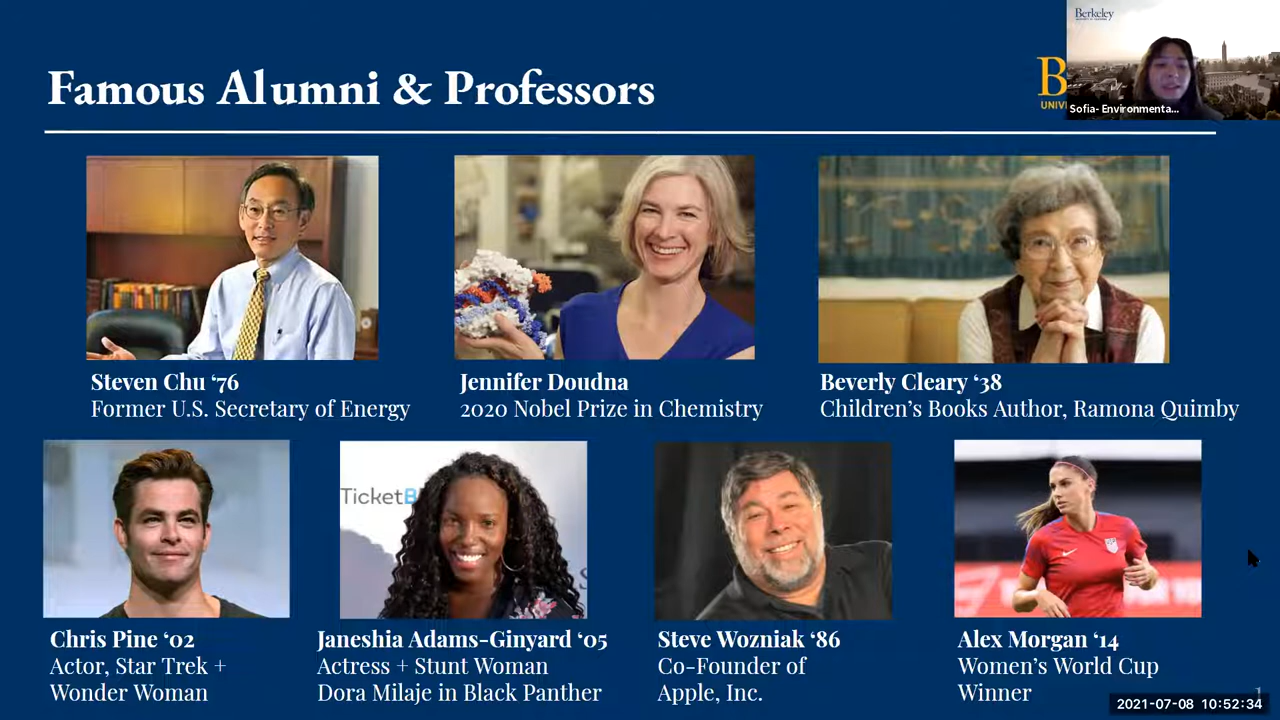 Berkeley
Famous Alumni & Professors
B
UNIV
Sofia- Environmenta...
Steven Chu ‘76
Former U.S. Secretary of Energy
Jennifer Doudna
2020 Nobel Prize in Chemistry
Beverly Cleary ‘38
Children’s Books Author, Ramona Quimby
TicketB
Chris Pine ‘02
Actor, Star Trek +
Wonder Woman
Janeshia Adams-Ginyard ‘05
Actress + Stunt Woman
Dora Milaje in Black Panther
Steve Wozniak ‘86
Co-Founder of
Apple, Inc.
Alex Morgan ‘14
Women’s World Cup
Winner
2021-07-08 10:52:34